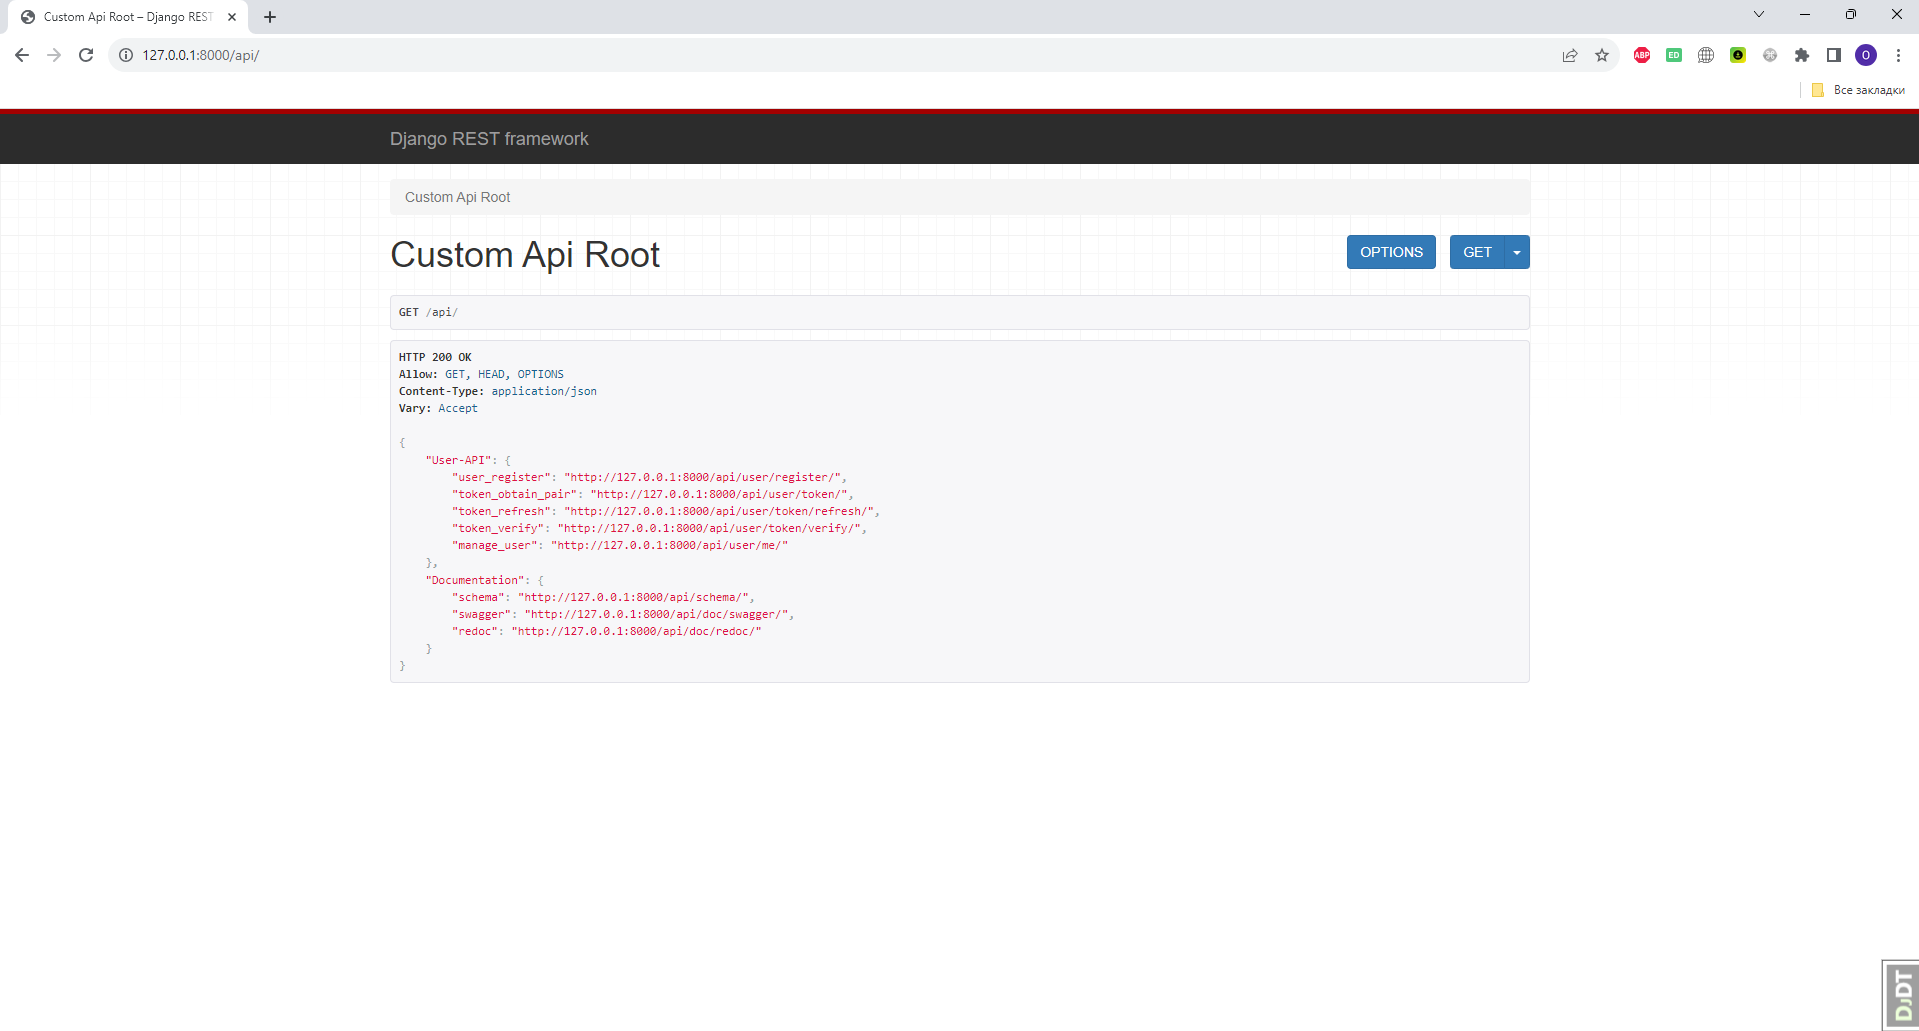 Custom Api Root – Django REST
127.0.0.1:8000/api/
ABP
ED
O
Все закладки
Django REST framework
Custom Api Root
Custom Api Root
OPTIONS
GET
GET /api/
HTTP 200 OK
Allow: GET, HEAD, OPTIONS
Content-Type: application/json
Vary: Accept
{
    "User-API": {
        "user_register": "http://127.0.0.1:8000/api/user/register/",
        "token_obtain_pair": "http://127.0.0.1:8000/api/user/token/",
        "token_refresh": "http://127.0.0.1:8000/api/user/token/refresh/",
        "token_verify": "http://127.0.0.1:8000/api/user/token/verify/",
        "manage_user": "http://127.0.0.1:8000/api/user/me/"
    },
    "Documentation": {
        "schema": "http://127.0.0.1:8000/api/schema/",
        "swagger": "http://127.0.0.1:8000/api/doc/swagger/",
        "redoc": "http://127.0.0.1:8000/api/doc/redoc/"
    }
}
DjDT